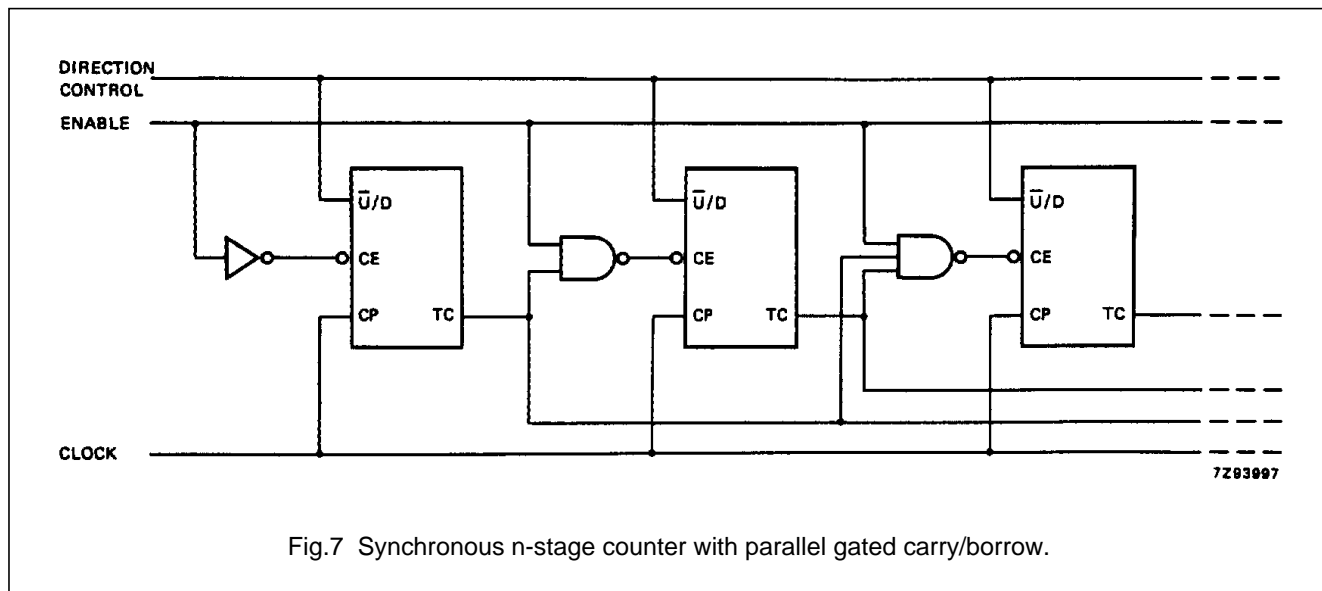 DIRECTION
CONTROL
ENABLE
U̅/D
CE
CP TC
U̅/D
CE
CP TC
U̅/D
CE
CP TC
CLOCK
7Z93997
Fig.7 Synchronous n-stage counter with parallel gated carry/borrow.